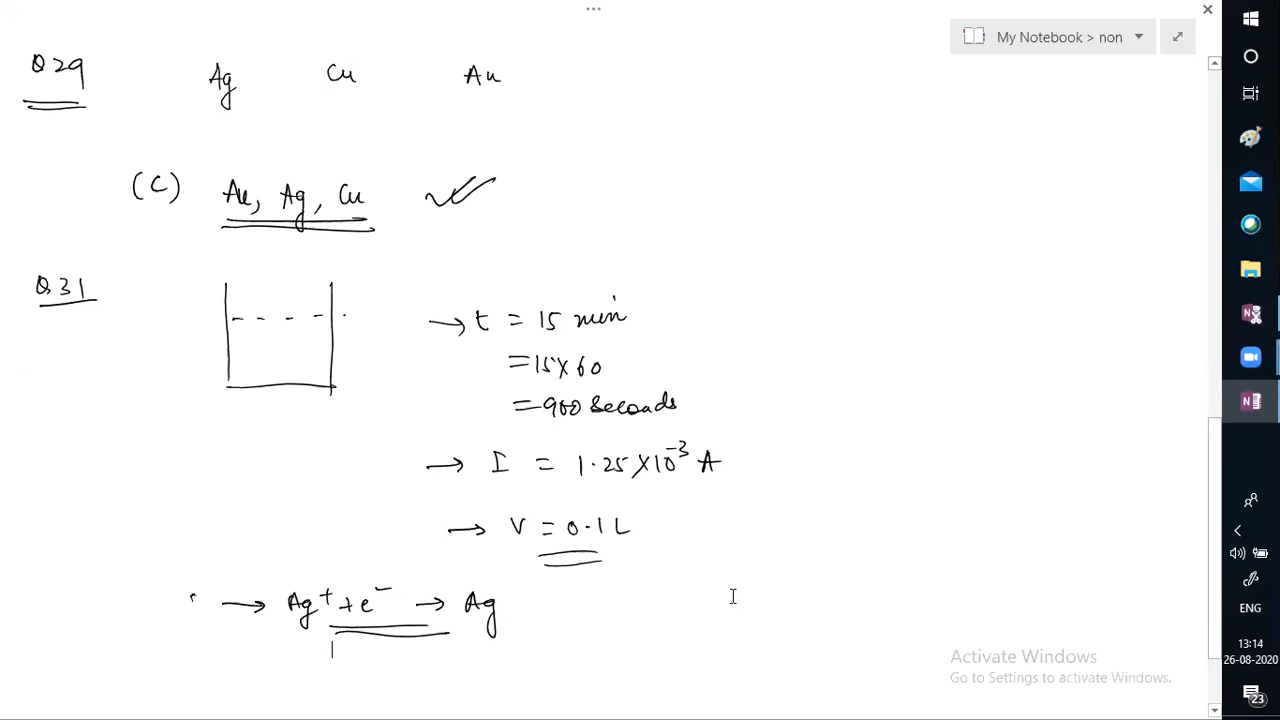 My Notebook > non
Q29 Ag Cu Au
(C) Au, Ag, Cu
Q31
→ t = 15 min
= 15×60
= 900 seconds
→ I = 1.25×10⁻³ A
→ V = 0.1 L
→ Ag⁺ + e⁻ → Ag
ENG
13:14
26-08-2020
23
Activate Windows
Go to Settings to activate Windows.